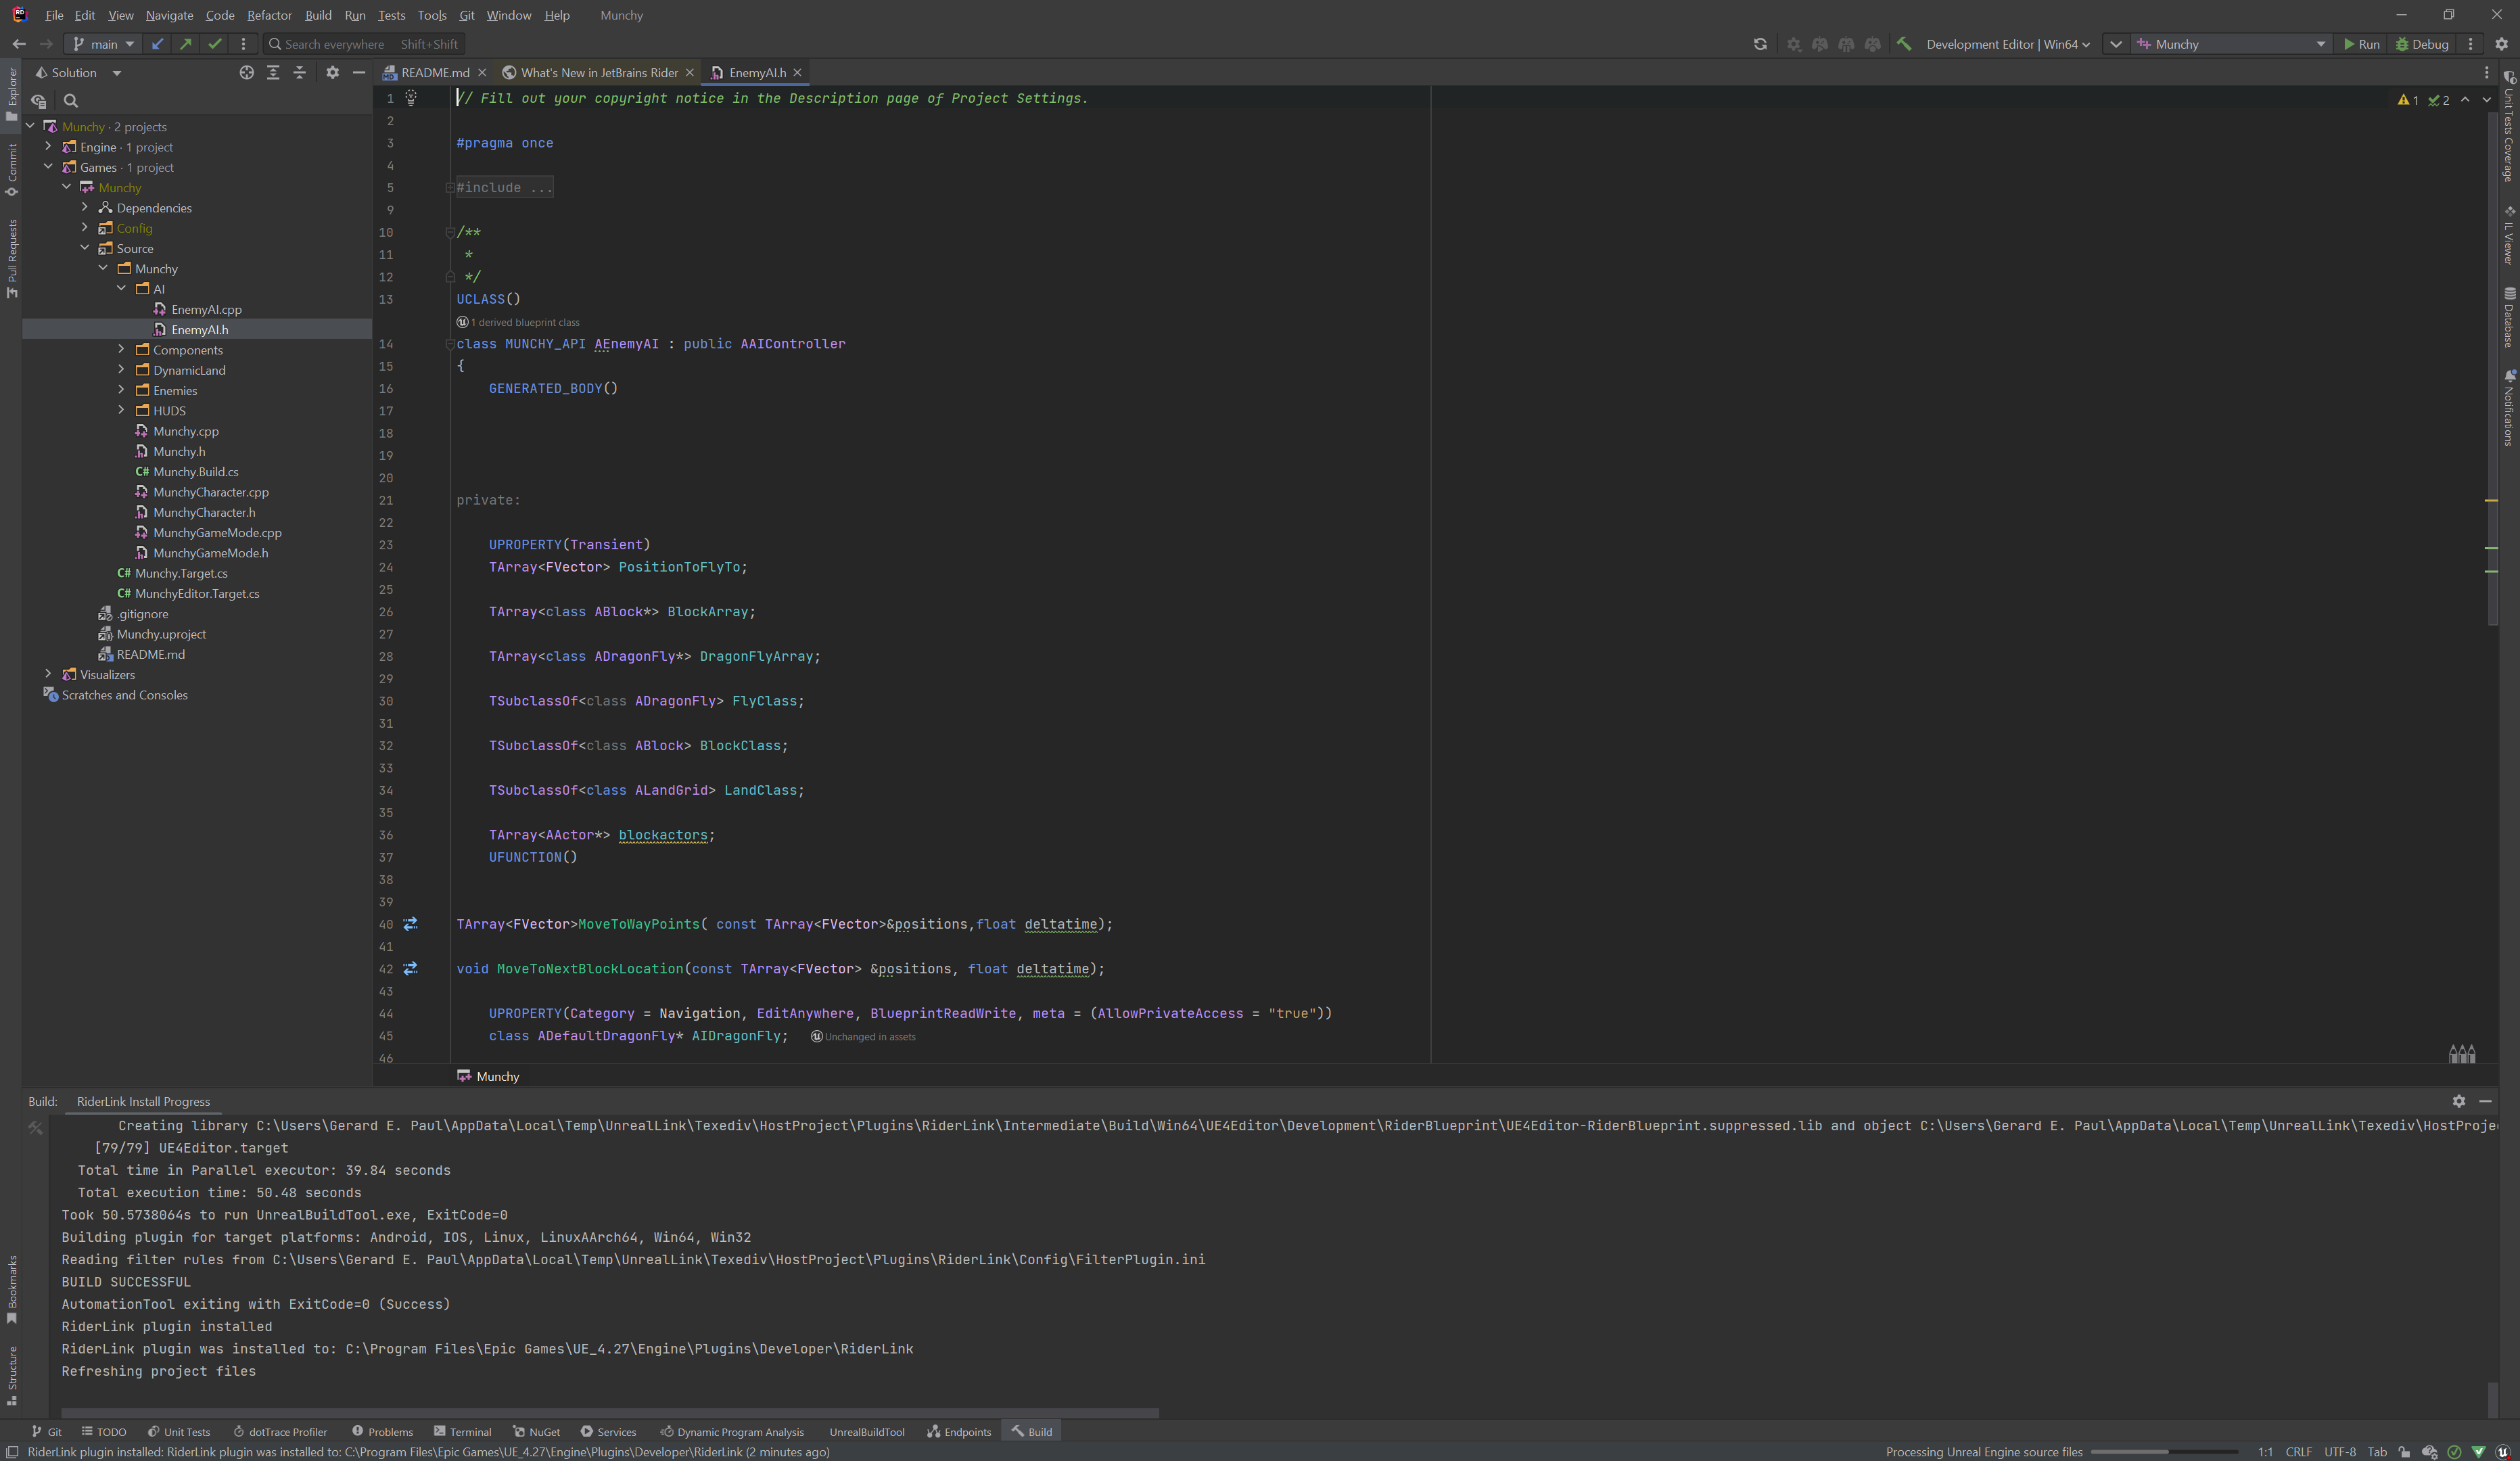 File Edit View Navigate Code Refactor Build Run Tests Tools Git Window Help Munchy
main Search everywhere Shift+Shift Development Editor | Win64 Munchy Run Debug
Solution
README.md What's New in JetBrains Rider EnemyAI.h
Explorer
Commit
Pull Requests
Bookmarks
Structure
Munchy · 2 projects
Engine · 1 project
Games · 1 project
Munchy
Dependencies
Config
Source
Munchy
AI
EnemyAI.cpp
EnemyAI.h
Components
DynamicLand
Enemies
HUDS
Munchy.cpp
Munchy.h
C# Munchy.Build.cs
MunchyCharacter.cpp
MunchyCharacter.h
MunchyGameMode.cpp
MunchyGameMode.h
C# Munchy.Target.cs
C# MunchyEditor.Target.cs
.gitignore
Munchy.uproject
README.md
Visualizers
Scratches and Consoles
1 // Fill out your copyright notice in the Description page of Project Settings.
2
3 #pragma once
4
5 #include ...
9
10 /**
11 *
12 */
13 UCLASS()
1 derived blueprint class
14 class MUNCHY_API AEnemyAI : public AAIController
15 {
16 GENERATED_BODY()
17
18
19
20
21 private:
22
23 UPROPERTY(Transient)
24 TArray<FVector> PositionToFlyTo;
25
26 TArray<class ABlock*> BlockArray;
27
28 TArray<class ADragonFly*> DragonFlyArray;
29
30 TSubclassOf<class ADragonFly> FlyClass;
31
32 TSubclassOf<class ABlock> BlockClass;
33
34 TSubclassOf<class ALandGrid> LandClass;
35
36 TArray<AActor*> blockactors;
37 UFUNCTION()
38
39
40 TArray<FVector>MoveToWayPoints( const TArray<FVector>&positions,float deltatime);
41
42 void MoveToNextBlockLocation(const TArray<FVector> &positions, float deltatime);
43
44 UPROPERTY(Category = Navigation, EditAnywhere, BlueprintReadWrite, meta = (AllowPrivateAccess = "true"))
45 class ADefaultDragonFly* AIDragonFly; Unchanged in assets
46
1 2
Unit Tests Coverage
IL Viewer
Database
Notifications
Munchy
Build: RiderLink Install Progress
Creating library C:\Users\Gerard E. Paul\AppData\Local\Temp\UnrealLink\Texediv\HostProject\Plugins\RiderLink\Intermediate\Build\Win64\UE4Editor\Development\RiderBlueprint\UE4Editor-RiderBlueprint.suppressed.lib and object C:\Users\Gerard E. Paul\AppData\Local\Temp\UnrealLink\Texediv\HostProje
[79/79] UE4Editor.target
Total time in Parallel executor: 39.84 seconds
Total execution time: 50.48 seconds
Took 50.5738064s to run UnrealBuildTool.exe, ExitCode=0
Building plugin for target platforms: Android, IOS, Linux, LinuxAArch64, Win64, Win32
Reading filter rules from C:\Users\Gerard E. Paul\AppData\Local\Temp\UnrealLink\Texediv\HostProject\Plugins\RiderLink\Config\FilterPlugin.ini
BUILD SUCCESSFUL
AutomationTool exiting with ExitCode=0 (Success)
RiderLink plugin installed
RiderLink plugin was installed to: C:\Program Files\Epic Games\UE_4.27\Engine\Plugins\Developer\RiderLink
Refreshing project files
Git TODO Unit Tests dotTrace Profiler Problems Terminal NuGet Services Dynamic Program Analysis UnrealBuildTool Endpoints Build
RiderLink plugin installed: RiderLink plugin was installed to: C:\Program Files\Epic Games\UE_4.27\Engine\Plugins\Developer\RiderLink (2 minutes ago) Processing Unreal Engine source files 1:1 CRLF UTF-8 Tab